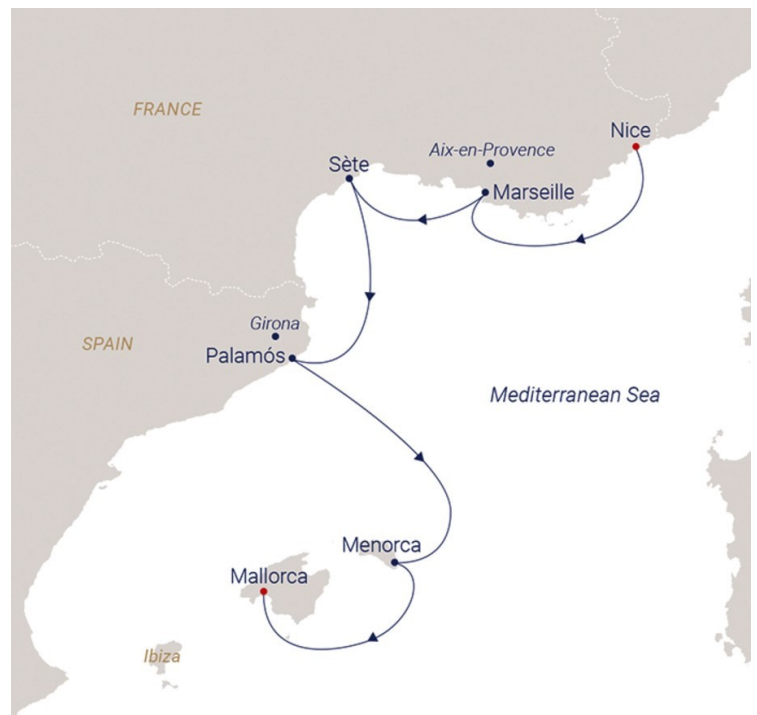 FRANCE
Nice
Aix-en-Provence
Sète
Marseille
Girona
SPAIN
Palamós
Mediterranean Sea
Menorca
Mallorca
Ibiza